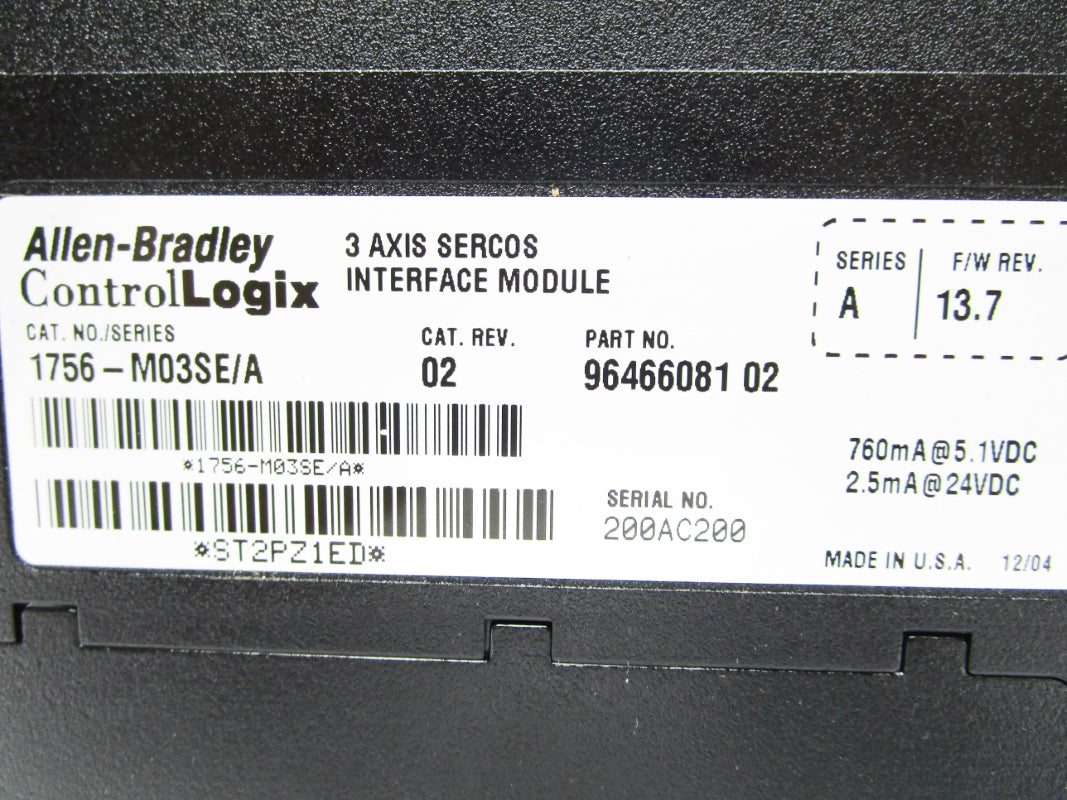 Allen-Bradley
ControlLogix
3 AXIS SERCOS
INTERFACE MODULE
SERIES
A
F/W REV.
13.7
CAT. NO./SERIES
1756-M03SE/A
CAT. REV.
02
PART NO.
96466081 02
*1756-M03SE/A*
*ST2PZ1ED*
SERIAL NO.
200AC200
760mA@5.1VDC
2.5mA@24VDC
MADE IN U.S.A. 12/04